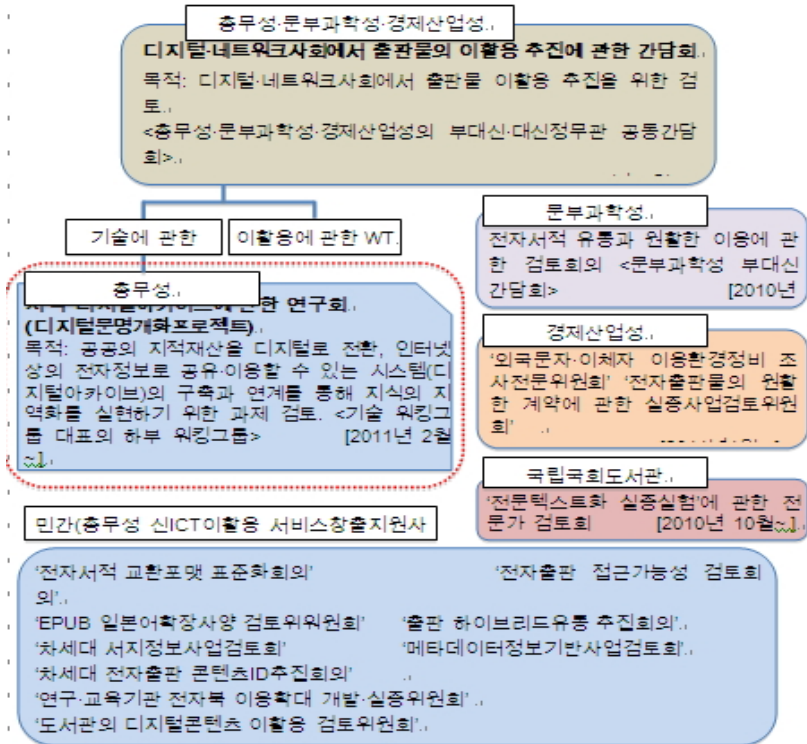 총무성·문부과학성·경제산업성
디지털·네트워크사회에서 출판물의 이활용 추진에 관한 간담회
목적: 디지털·네트워크사회에서 출판물 이활용 추진을 위한 검
토.
<총무성·문부과학성·경제산업성의 부대신·대신정무관 공동간담
회>
기술에 관한
이활용에 관한 WT.
총무성
한 연구회
(디지털문명개화프로젝트)
목적: 공공의 지적재산을 디지털로 전환, 인터넷
상의 전자정보로 공유·이용할 수 있는 시스템(디
지털아카이브)의 구축과 연계를 통해 지식의 지
역화를 실현하기 위한 과제 검토. <기술 워킹그
룹 대표의 하부 워킹그룹> [2011년 2월
~]
문부과학성
전자서적 유통과 원활한 이용에 관
한 검토회의 <문부과학성 부대신
간담회> [2010년
경제산업성
‘외국문자·이체자 이용환경정비 조
사전문위원회’ ‘전자출판물의 원활
한 계약에 관한 실증사업검토위원
회’
국립국회도서관
‘전문텍스트화 실증실험’에 관한 전
문가 검토회 [2010년 10월~]
민간(총무성 신ICT이활용 서비스창출지원사
‘전자서적 교환포맷 표준화회의’ ‘전자출판 접근가능성 검토회
의’
‘EPUB 일본어확장사양 검토위워원회’ ‘출판 하이브리드유통 추진회의’
‘차세대 서지정보사업검토회’ ‘메타데이터정보기반사업검토회’
‘차세대 전자출판 콘텐츠ID추진회의’
‘연구·교육기관 전자북 이용확대 개발·실증위원회’
‘도서관의 디지털콘텐츠 이활용 검토위원회’